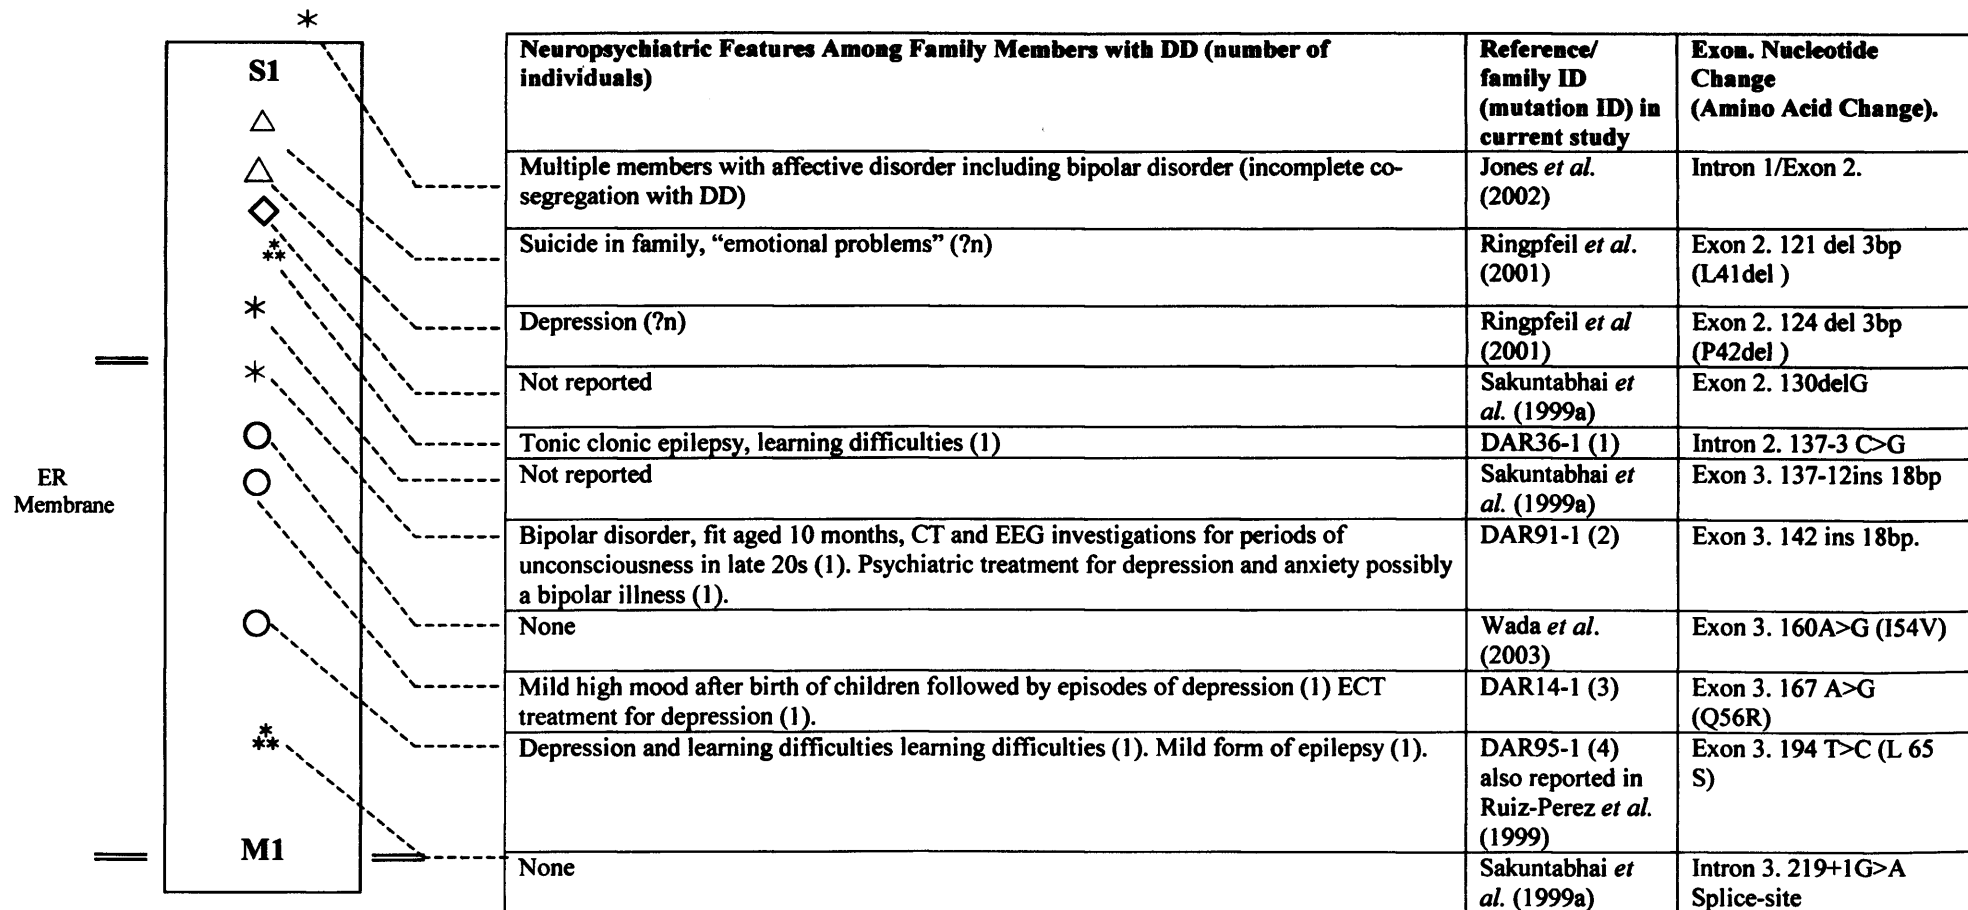 S1
ER
Membrane
M1
Neuropsychiatric Features Among Family Members with DD (number of
individuals)
Reference/
family ID
(mutation ID) in
current study
Exon. Nucleotide
Change
(Amino Acid Change).
Multiple members with affective disorder including bipolar disorder (incomplete co-
segregation with DD)
Jones et al.
(2002)
Intron 1/Exon 2.
Suicide in family, “emotional problems” (?n)
Ringpfeil et al.
(2001)
Exon 2. 121 del 3bp
(L41del )
Depression (?n)
Ringpfeil et al
(2001)
Exon 2. 124 del 3bp
(P42del )
Not reported
Sakuntabhai et
al. (1999a)
Exon 2. 130delG
Tonic clonic epilepsy, learning difficulties (1)
DAR36-1 (1)
Intron 2. 137-3 C>G
Not reported
Sakuntabhai et
al. (1999a)
Exon 3. 137-12ins 18bp
Bipolar disorder, fit aged 10 months, CT and EEG investigations for periods of
unconsciousness in late 20s (1). Psychiatric treatment for depression and anxiety possibly
a bipolar illness (1).
DAR91-1 (2)
Exon 3. 142 ins 18bp.
None
Wada et al.
(2003)
Exon 3. 160A>G (I54V)
Mild high mood after birth of children followed by episodes of depression (1) ECT
treatment for depression (1).
DAR14-1 (3)
Exon 3. 167 A>G
(Q56R)
Depression and learning difficulties learning difficulties (1). Mild form of epilepsy (1).
DAR95-1 (4)
also reported in
Ruiz-Perez et al.
(1999)
Exon 3. 194 T>C (L 65
S)
None
Sakuntabhai et
al. (1999a)
Intron 3. 219+1G>A
Splice-site